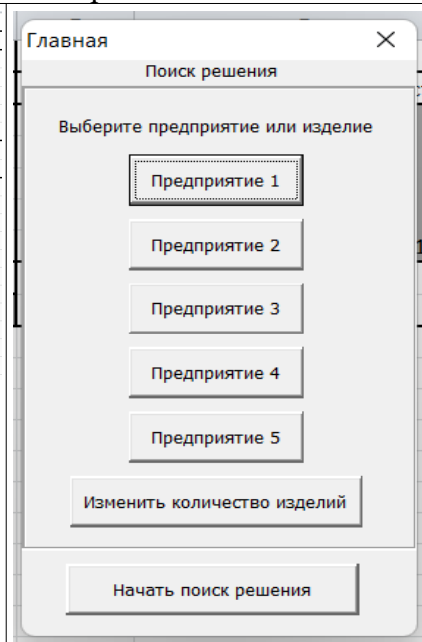 Главная
Поиск решения
Выберите предприятие или изделие
Предприятие 1
Предприятие 2
Предприятие 3
Предприятие 4
Предприятие 5
Изменить количество изделий
Начать поиск решения